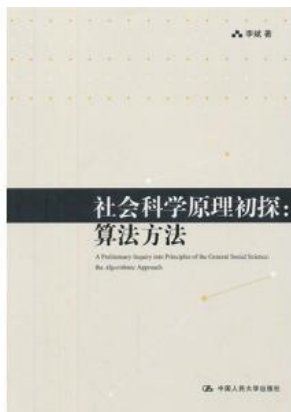 李斌 著
社会科学原理初探:
算法方法
A Preliminary Inquiry into Principles of the General Social Science:
the Algorithmic Approach
中国人民大学出版社